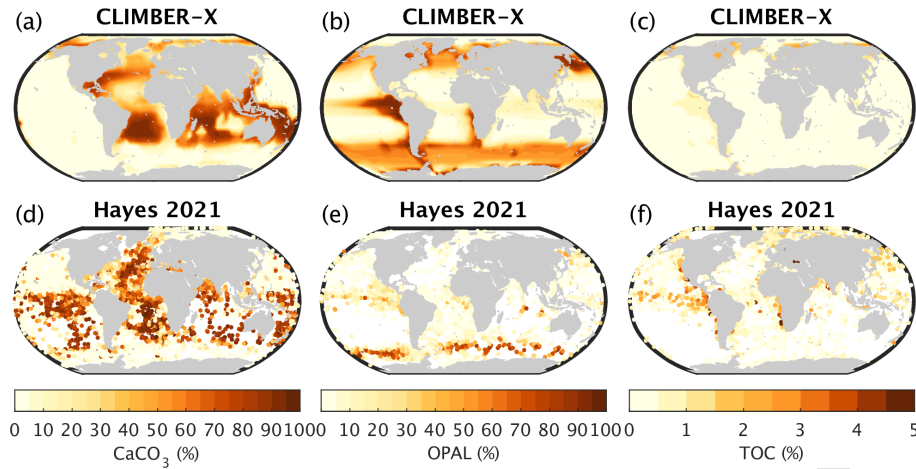 (a) CLIMBER-X
(b) CLIMBER-X
(c) CLIMBER-X
(d) Hayes 2021
(e) Hayes 2021
(f) Hayes 2021
0 10 20 30 40 50 60 70 80 90 100
CaCO₃ (%)
0 10 20 30 40 50 60 70 80 90 100
OPAL (%)
0 1 2 3 4 5
TOC (%)